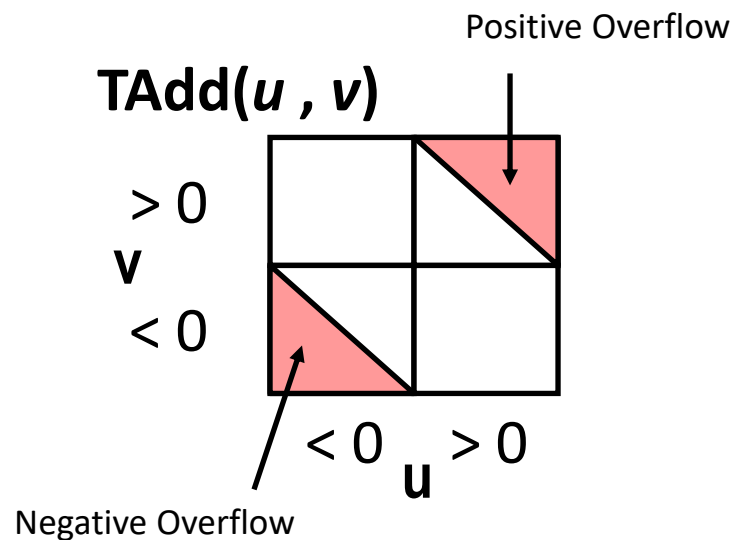 Positive Overflow
TAdd(u , v)
> 0
v
< 0
< 0 > 0
u
Negative Overflow